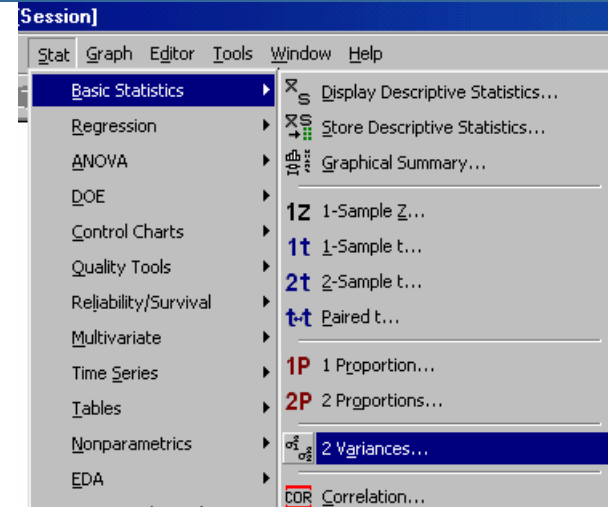 [Session]
Stat Graph Editor Tools Window Help
Basic Statistics
Regression
ANOVA
DOE
Control Charts
Quality Tools
Reliability/Survival
Multivariate
Time Series
Tables
Nonparametrics
EDA
Display Descriptive Statistics...
Store Descriptive Statistics...
Graphical Summary...
1Z 1-Sample Z...
1t 1-Sample t...
2t 2-Sample t...
t-t Paired t...
1P 1 Proportion...
2P 2 Proportions...
2 Variances...
COR Correlation...